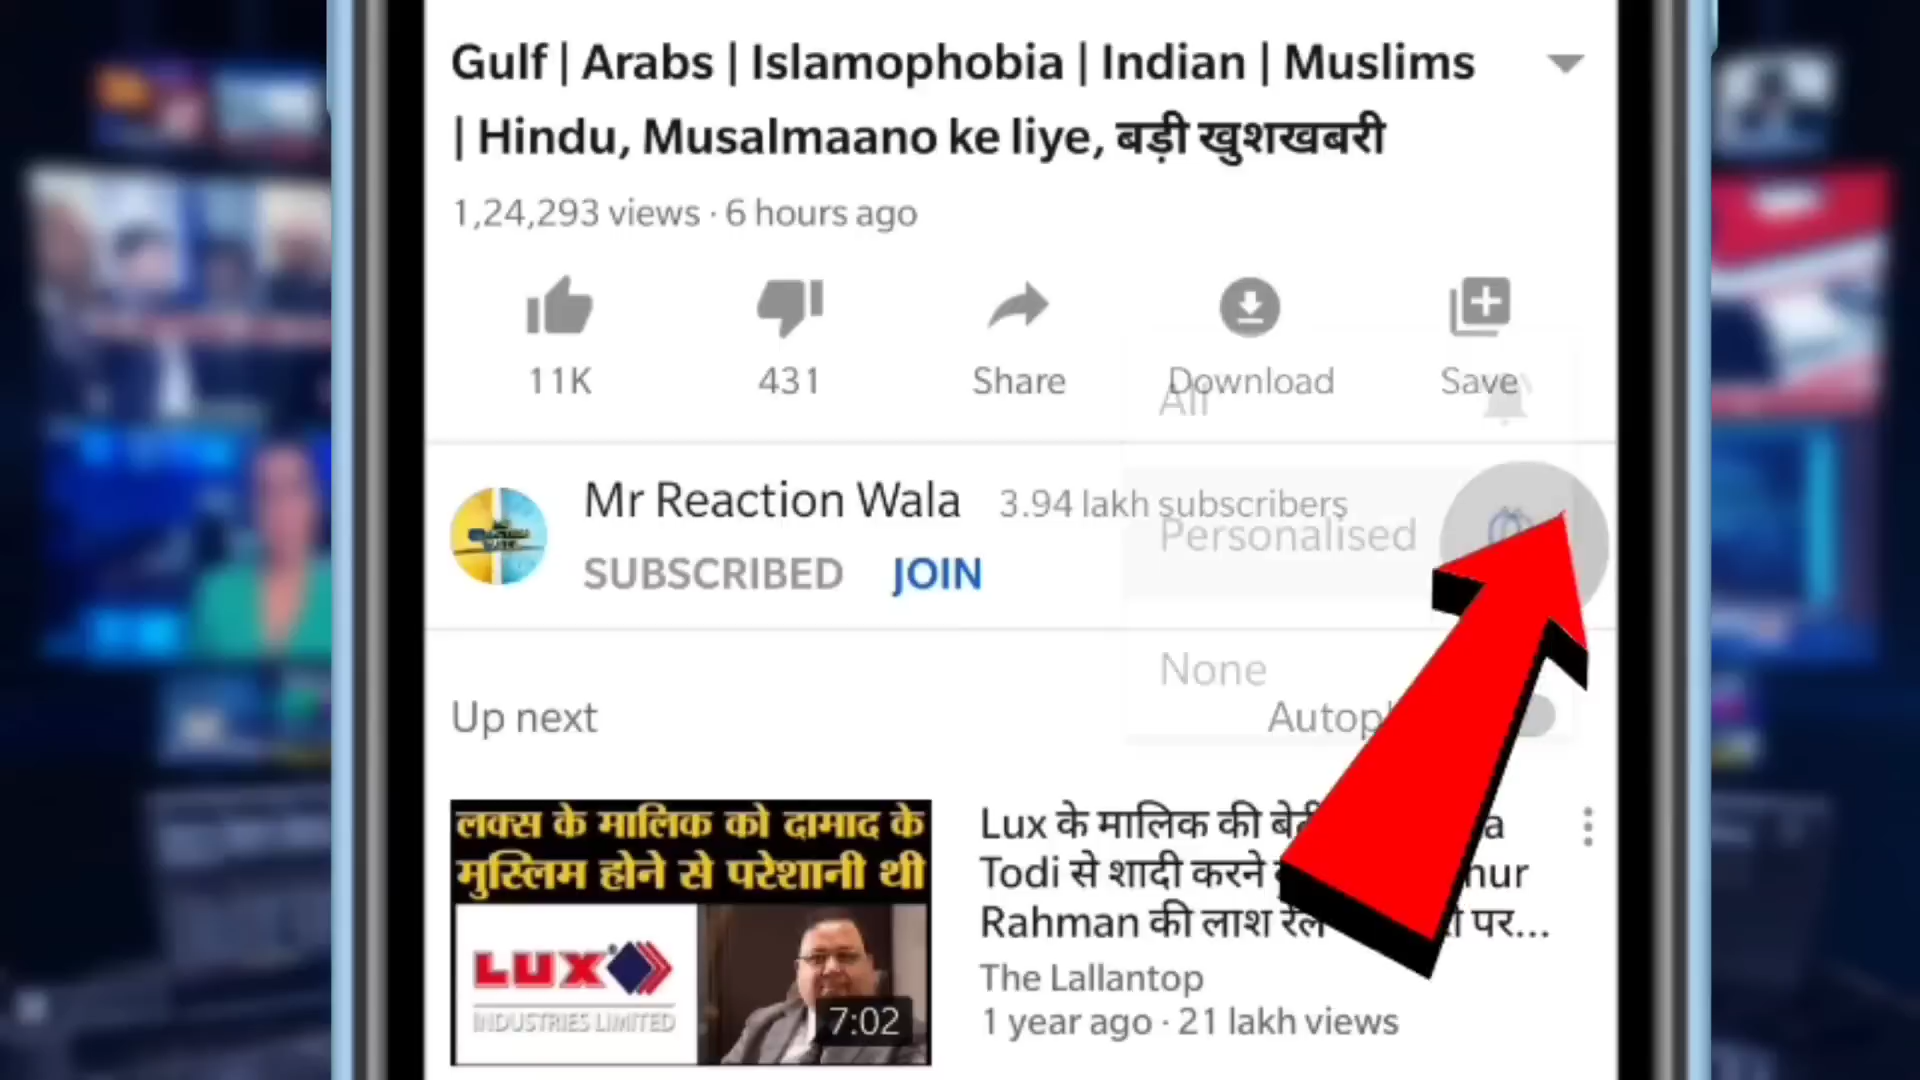 Gulf | Arabs | Islamophobia | Indian | Muslims
| Hindu, Musalmaano ke liye, बड़ी खुशखबरी
1,24,293 views · 6 hours ago
11K
431
Share
Download
Save
All
Mr Reaction Wala 3.94 lakh subscribers
Personalised
SUBSCRIBED JOIN
None
Up next
लक्स के मालिक को दामाद के
मुस्लिम होने से परेशानी थी
LUX
INDUSTRIES LIMITED
7:02
Lux के मालिक की
Todi से शादी करने
Rahman की लाश पर...
The Lallantop
1 year ago · 21 lakh views